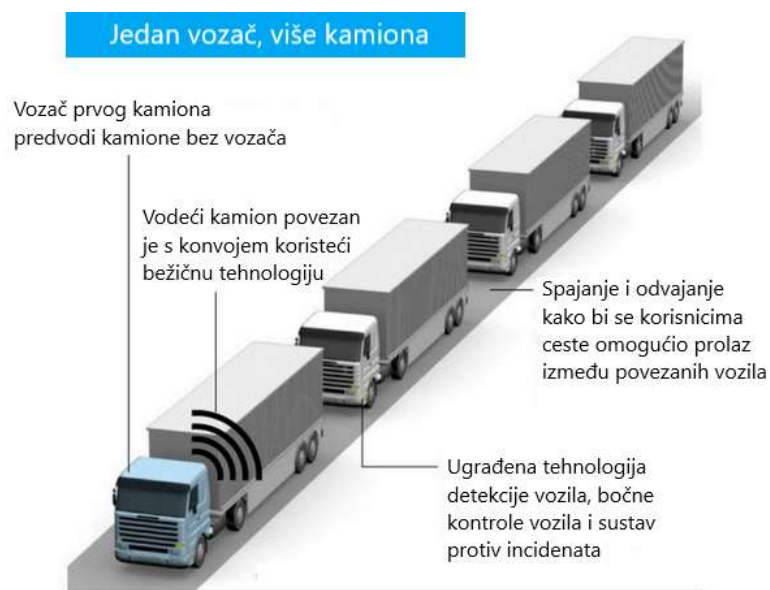 Jedan vozač, više kamiona
Vozač prvog kamiona
predvodi kamione bez vozača
Vodeći kamion povezan
je s konvojem koristeći
bežičnu tehnologiju
Spajanje i odvajanje
kako bi se korisnicima
ceste omogućio prolaz
između povezanih vozila
Ugrađena tehnologija
detekcije vozila, bočne
kontrole vozila i sustav
protiv incidenata